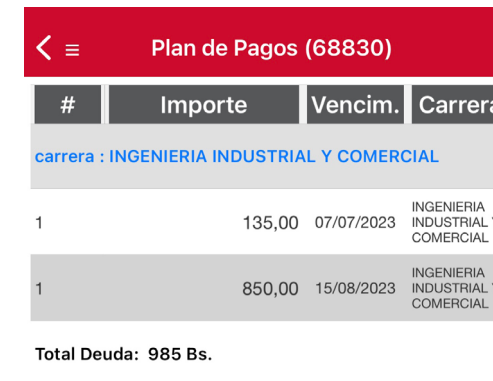 Plan de Pagos (68830)
# Importe Vencim. Carrera
carrera : INGENIERIA INDUSTRIAL Y COMERCIAL
1 135,00 07/07/2023 INGENIERIA
INDUSTRIAL Y
COMERCIAL
1 850,00 15/08/2023 INGENIERIA
INDUSTRIAL Y
COMERCIAL
Total Deuda: 985 Bs.